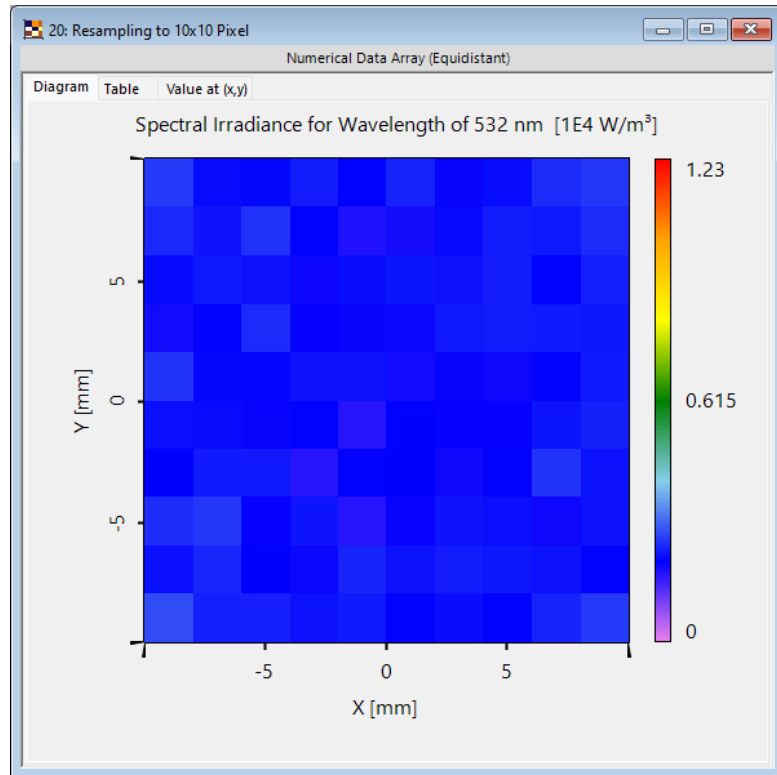 20: Resampling to 10x10 Pixel
Numerical Data Array (Equidistant)
Diagram Table Value at (x,y)
Spectral Irradiance for Wavelength of 532 nm [1E4 W/m³]
1.23
5
0.615
0
Y [mm]
-5
0
-5 0 5
X [mm]